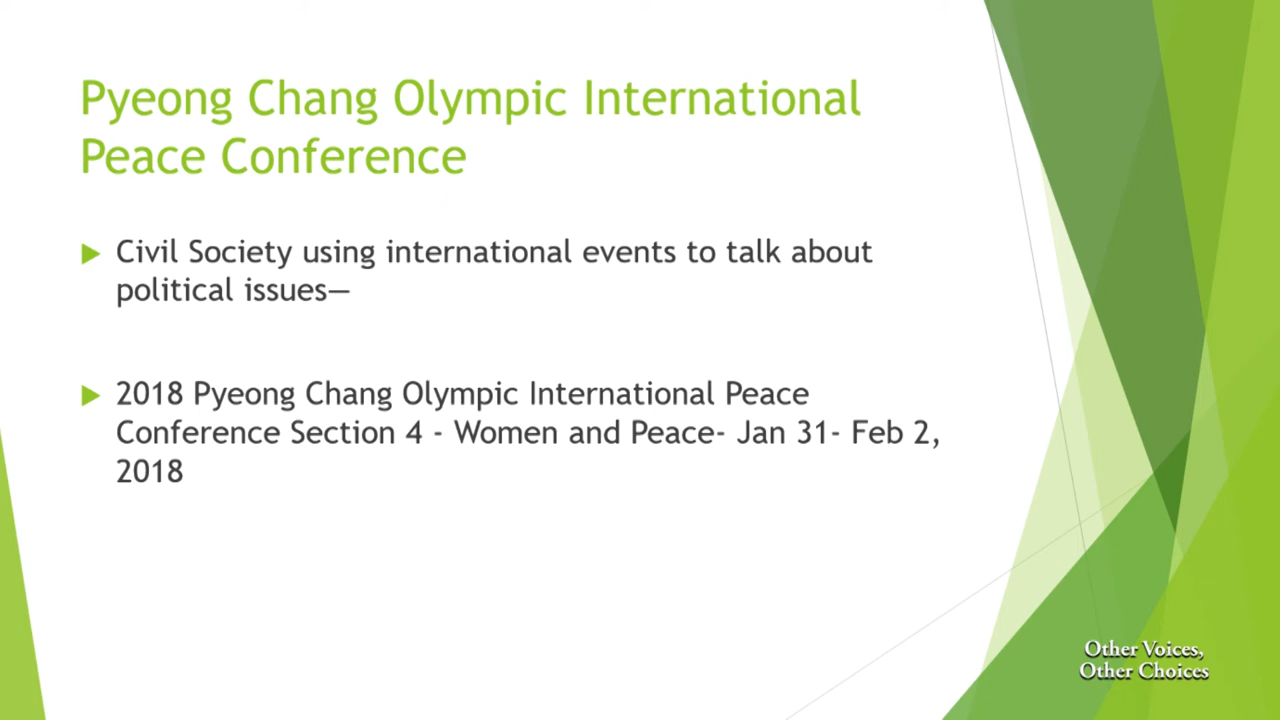 Pyeong Chang Olympic International
Peace Conference
Civil Society using international events to talk about
political issues—
2018 Pyeong Chang Olympic International Peace
Conference Section 4 - Women and Peace- Jan 31- Feb 2,
2018
Other Voices,
Other Choices